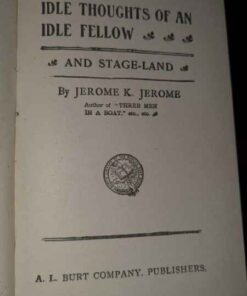 IDLE THOUGHTS OF AN
IDLE FELLOW
AND STAGE-LAND
By JEROME K. JEROME
Author of "THREE MEN
IN A BOAT," etc., etc.
A. L. BURT COMPANY, PUBLISHERS,